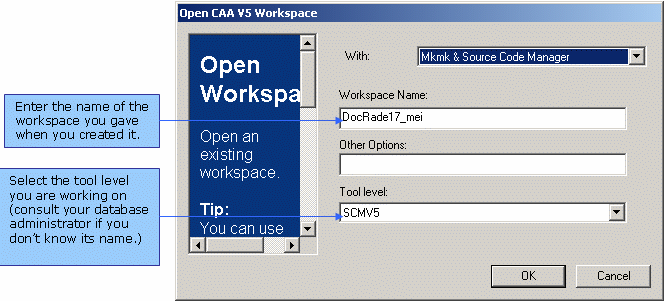 Open CAA V5 Workspace
Open
Workspa
Open an
existing
workspace.
Tip:
You can use
With:
Mkmk & Source Code Manager
Workspace Name:
DocRade17_mei
Other Options:
Tool level:
SCMV5
OK
Cancel
Enter the name of the
workspace you gave
when you created it.
Select the tool level
you are working on
(consult your database
administrator if you
don't know its name.)